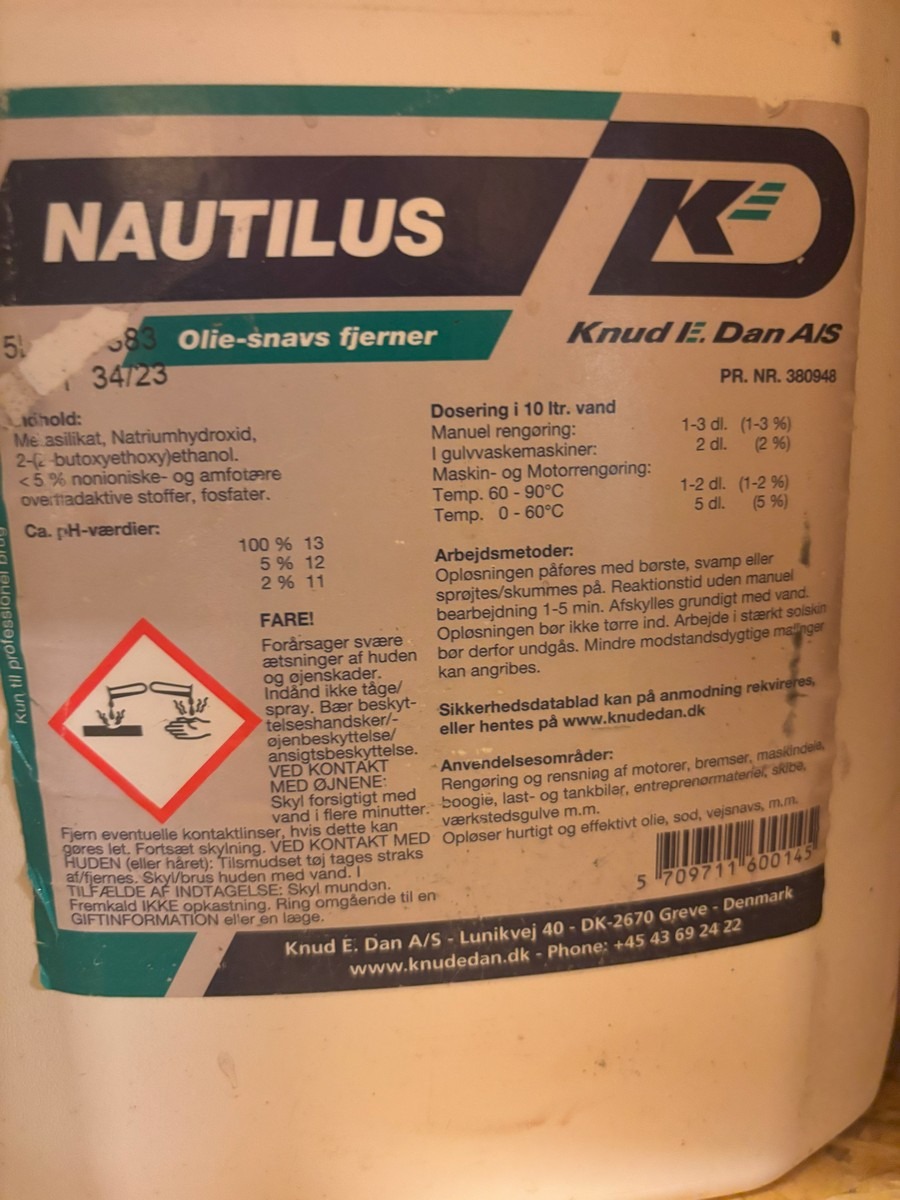 NAUTILUS
KE
Olie-snavs fjerner
Knud E. Dan A/S
34/23
PR. NR. 380948
Indhold:
Metasilikat, Natriumhydroxid,
2-(2-butoxyethoxy)ethanol.
< 5 % nonioniske- og amfotære
overfladaktive stoffer, fosfater.
Ca. pH-værdier:
100 % 13
5 % 12
2 % 11
Dosering i 10 ltr. vand
Manuel rengøring: 1-3 dl. (1-3 %)
I gulvvaskemaskiner: 2 dl. (2 %)
Maskin- og Motorrengøring:
Temp. 60 - 90°C 1-2 dl. (1-2 %)
Temp. 0 - 60°C 5 dl. (5 %)
FARE!
Forårsager svære
ætsninger af huden
og øjenskader.
Indånd ikke tåge/
spray. Bær beskyt-
telseshandsker/-
øjenbeskyttelse/
ansigtsbeskyttelse.
VED KONTAKT
MED ØJNENE:
Skyl forsigtigt med
vand i flere minutter.
Fjern eventuelle kontaktlinser, hvis dette kan
gøres let. Fortsæt skylning. VED KONTAKT MED
HUDEN (eller håret): Tilsmudset tøj tages straks
af/fjernes. Skyl/brus huden med vand. I
TILFÆLDE AF INDTAGELSE: Skyl munden.
Fremkald IKKE opkastning. Ring omgående til en
GIFTINFORMATION eller en læge.
Arbejdsmetoder:
Opløsningen påføres med børste, svamp eller
sprøjtes/skummes på. Reaktionstid uden manuel
bearbejdning 1-5 min. Afskylles grundigt med vand.
Opløsningen bør ikke tørre ind. Arbejde i stærkt solskin
bør derfor undgås. Mindre modstandsdygtige malinger
kan angribes.
Sikkerhedsdatablad kan på anmodning rekvireres,
eller hentes på www.knudedan.dk
Anvendelsesområder:
Rengøring og rensning af motorer, bremser, maskindele,
boogie, last- og tankbiler, entreprenørmateriel, skibe,
værkstedsgulve m.m.
Opløser hurtigt og effektivt olie, sod, vejsnavs, m.m.
5 709711 600145
Kun til professionel brug
Knud E. Dan A/S - Lunikvej 40 - DK-2670 Greve - Denmark
www.knudedan.dk - Phone: +45 43 69 24 22